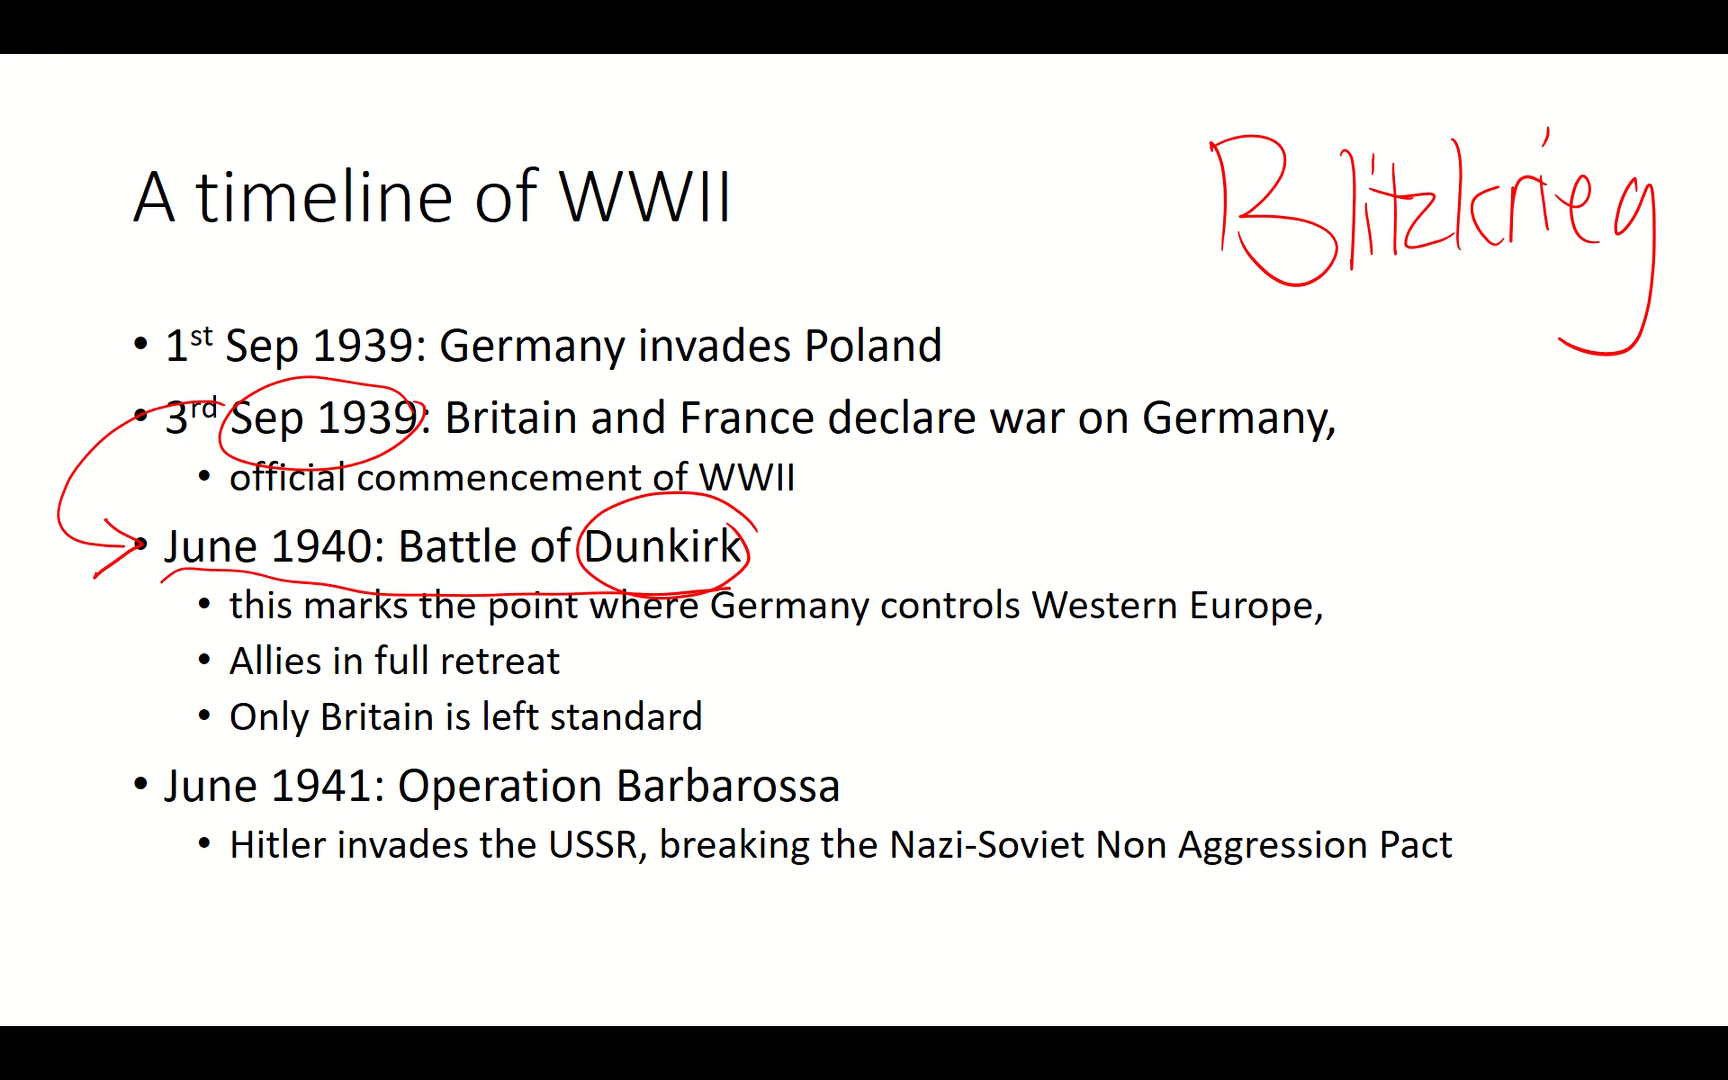 Blitzkrieg
A timeline of WWII
• 1st Sep 1939: Germany invades Poland
• 3rd Sep 1939: Britain and France declare war on Germany,
• official commencement of WWII
• June 1940: Battle of Dunkirk
• this marks the point where Germany controls Western Europe,
• Allies in full retreat
• Only Britain is left standard
• June 1941: Operation Barbarossa
• Hitler invades the USSR, breaking the Nazi-Soviet Non Aggression Pact